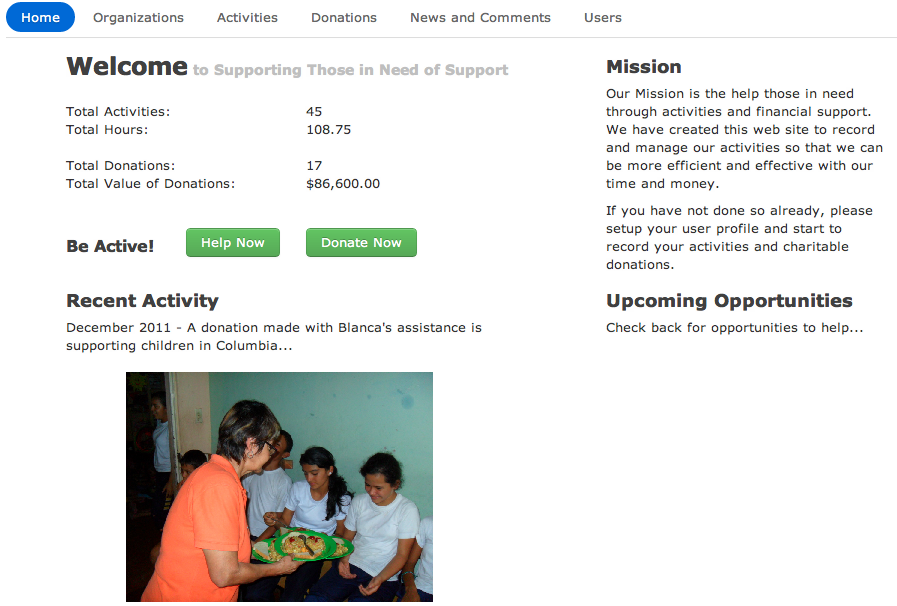 Home Organizations Activities Donations News and Comments Users
Welcome to Supporting Those in Need of Support
Total Activities: 45
Total Hours: 108.75
Total Donations: 17
Total Value of Donations: $86,600.00
Be Active! Help Now Donate Now
Recent Activity
December 2011 - A donation made with Blanca's assistance is
supporting children in Columbia...
Mission
Our Mission is the help those in need
through activities and financial support.
We have created this web site to record
and manage our activities so that we can
be more efficient and effective with our
time and money.
If you have not done so already, please
setup your user profile and start to
record your activities and charitable
donations.
Upcoming Opportunities
Check back for opportunities to help...